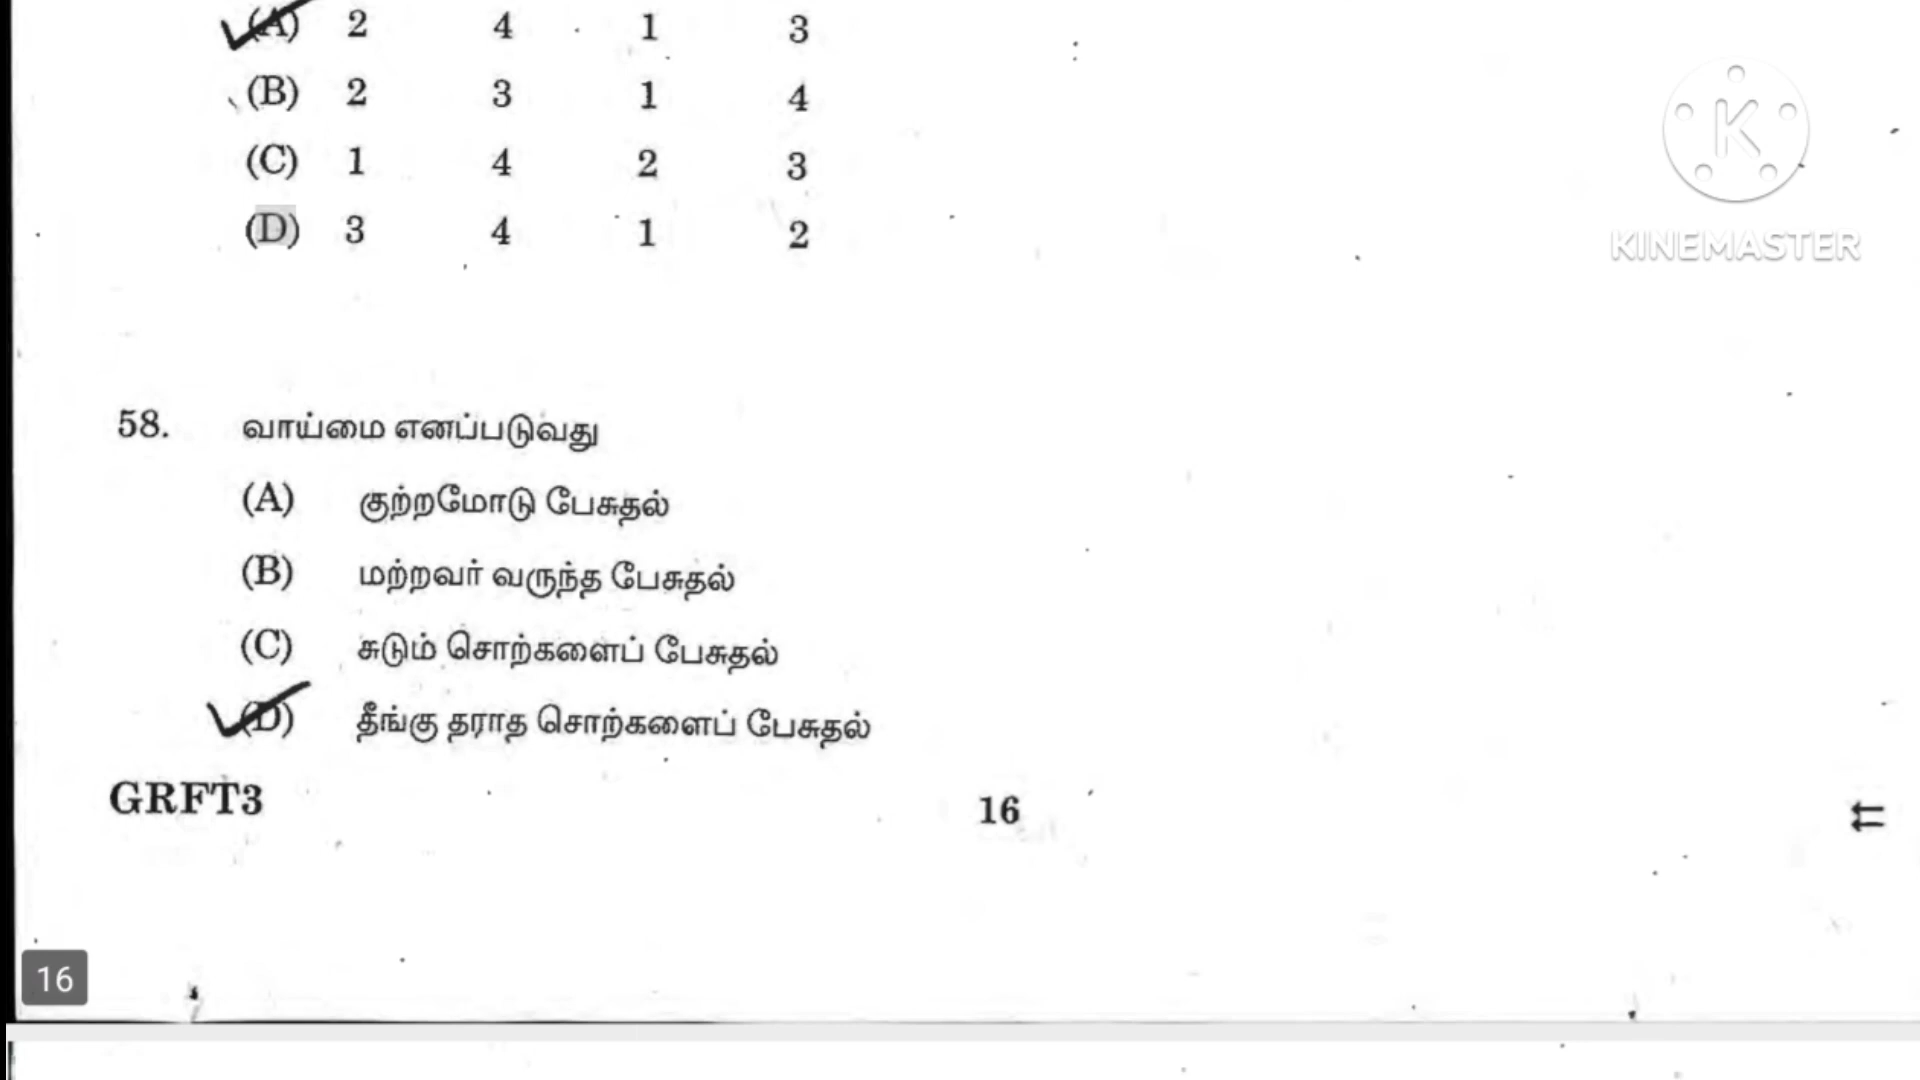 (A) 2 4 1 3
(B) 2 3 1 4
(C) 1 4 2 3
(D) 3 4 1 2
KINEMASTER
58. வாய்மை எனப்படுவது
(A) குற்றமோடு பேசுதல்
(B) மற்றவர் வருந்த பேசுதல்
(C) சுடும் சொற்களைப் பேசுதல்
(D) தீங்கு தராத சொற்களைப் பேசுதல்
GRFT3 16
16